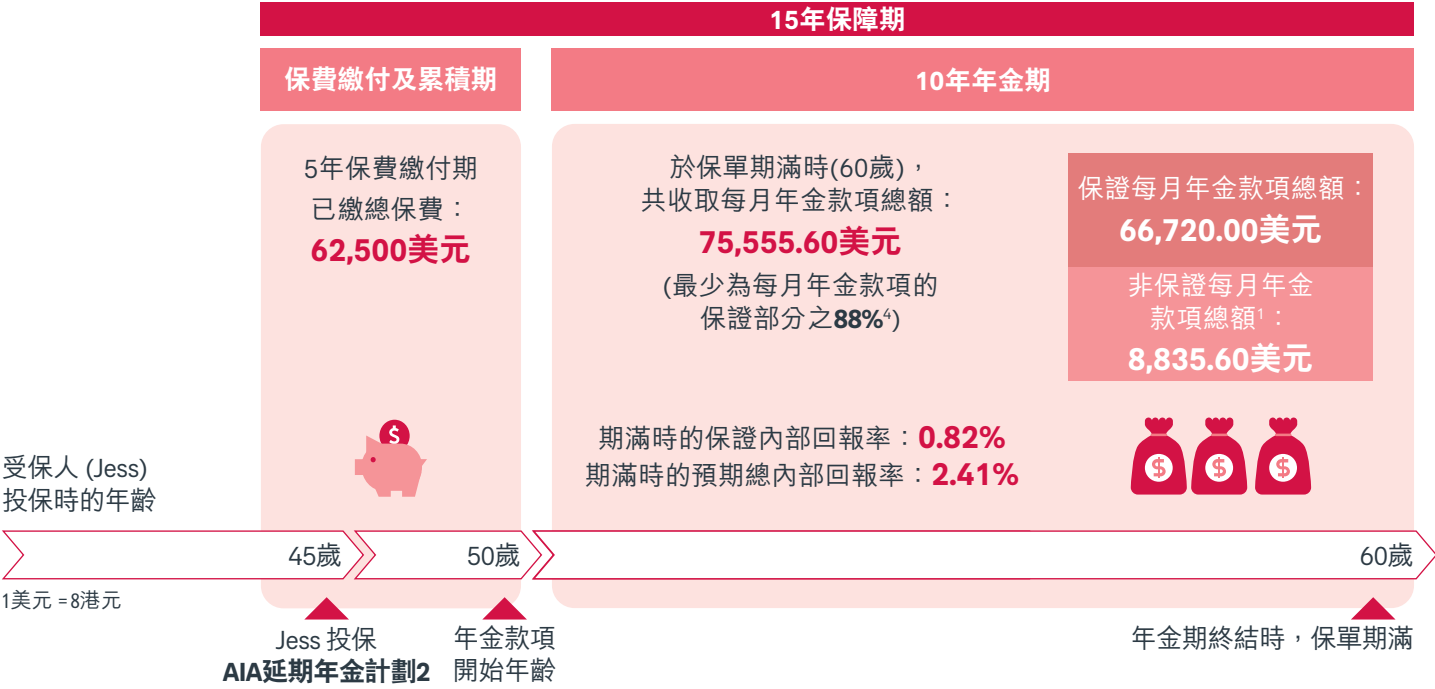 15年保障期
保費繳付及累積期
10年年金期
5年保費繳付期
已繳總保費：
62,500美元
於保單期滿時(60歲)，
共收取每月年金款項總額：
75,555.60美元
(最少為每月年金款項的
保證部分之88%⁴)
保證每月年金款項總額：
66,720.00美元
非保證每月年金
款項總額¹：
8,835.60美元
$
期滿時的保證內部回報率：0.82%
期滿時的預期總內部回報率：2.41%
$ $ $
受保人 (Jess)
投保時的年齡
45歲
50歲
60歲
1美元 =8港元
Jess 投保
AIA延期年金計劃2
年金款項
開始年齡
年金期終結時，保單期滿